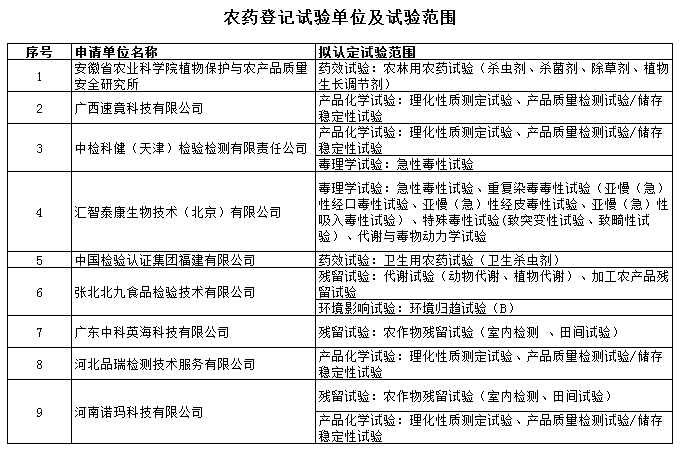 农药登记试验单位及试验范围
序号 申请单位名称 拟认定试验范围
1 安徽省农业科学院植物保护与农产品质量安全研究所 药效试验：农林用农药试验（杀虫剂、杀菌剂、除草剂、植物生长调节剂）
2 广西速竟科技有限公司 产品化学试验：理化性质测定试验、产品质量检测试验/储存稳定性试验
3 中检科健（天津）检验检测有限责任公司 产品化学试验：理化性质测定试验、产品质量检测试验/储存稳定性试验
毒理学试验：急性毒性试验
4 汇智泰康生物技术（北京）有限公司 毒理学试验：急性毒性试验、重复染毒毒性试验（亚慢（急）性经口毒性试验、亚慢（急）性经皮毒性试验、亚慢（急）性吸入毒性试验）、特殊毒性试验(致突变性试验、致畸性试验）、代谢与毒物动力学试验
5 中国检验认证集团福建有限公司 药效试验：卫生用农药试验（卫生杀虫剂）
6 张北北九食品检验技术有限公司 残留试验：代谢试验（动物代谢、植物代谢）、加工农产品残留试验
环境影响试验：环境归趋试验（B）
7 广东中科英海科技有限公司 残留试验：农作物残留试验（室内检测 、田间试验）
8 河北品瑞检测技术服务有限公司 产品化学试验：理化性质测定试验、产品质量检测试验/储存稳定性试验
9 河南诺玛科技有限公司 残留试验：农作物残留试验（室内检测、田间试验）
产品化学试验：理化性质测定试验、产品质量检测试验/储存稳定性试验